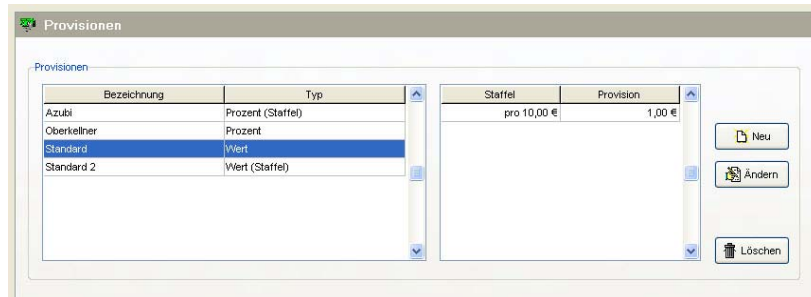 Provisionen
Provisionen
Bezeichnung Typ
Azubi Prozent (Staffel)
Oberkellner Prozent
Standard Wert
Standard 2 Wert (Staffel)
Staffel Provision
pro 10,00 € 1,00 €
Neu
Ändern
Löschen